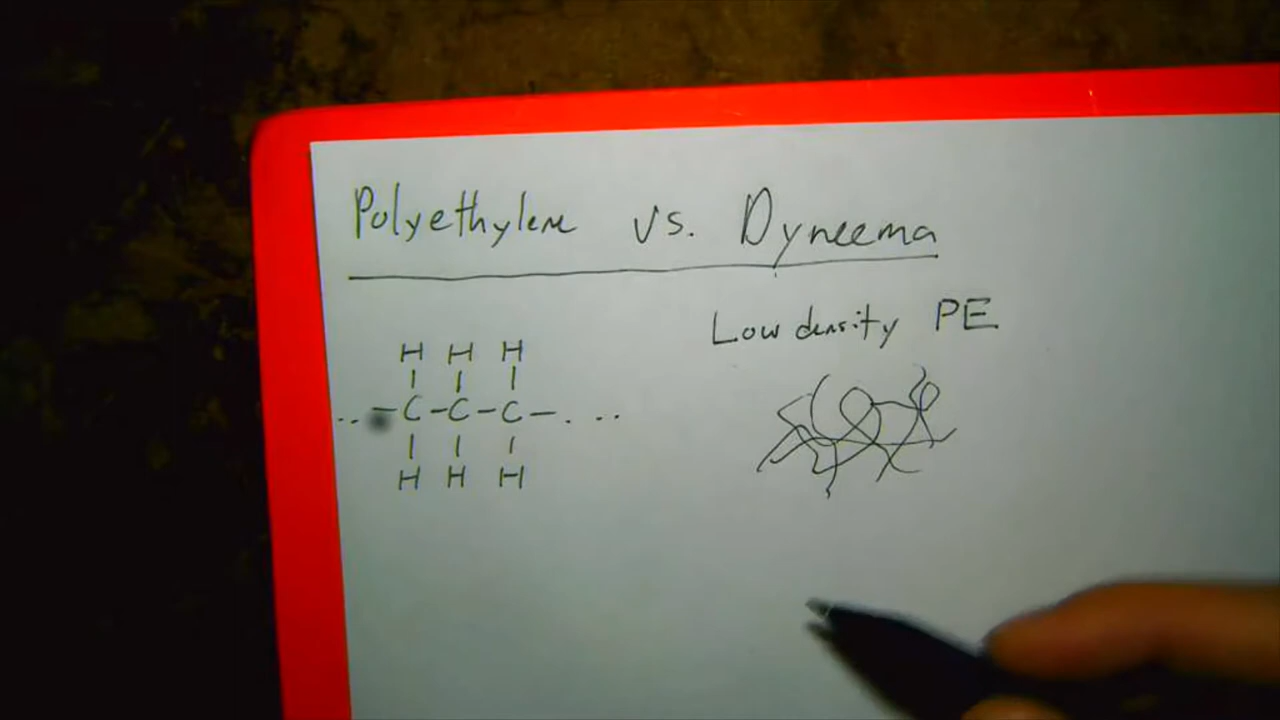 Polyethylene vs. Dyneema
Low density PE
H H H
| | |
..–C–C–C–. ..
| | |
H H H